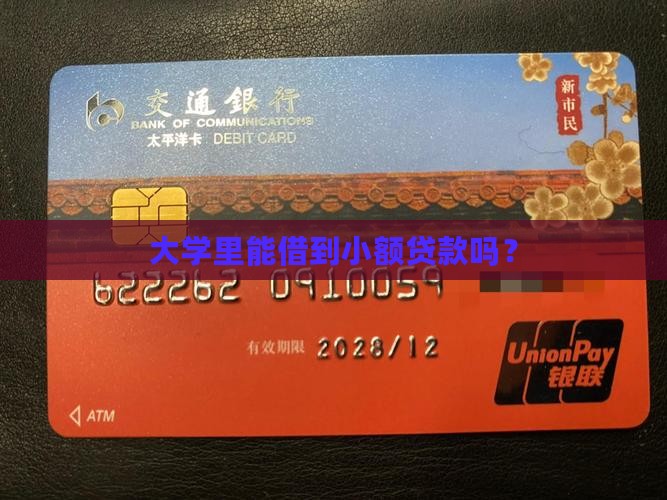 交通銀行
BANK OF COMMUNICATIONS
太平洋卡 DEBIT CARD
新市民
大学里能借到小额贷款吗？
622262 0910059
有效期限 2028/12
UnionPay
银联
ATM